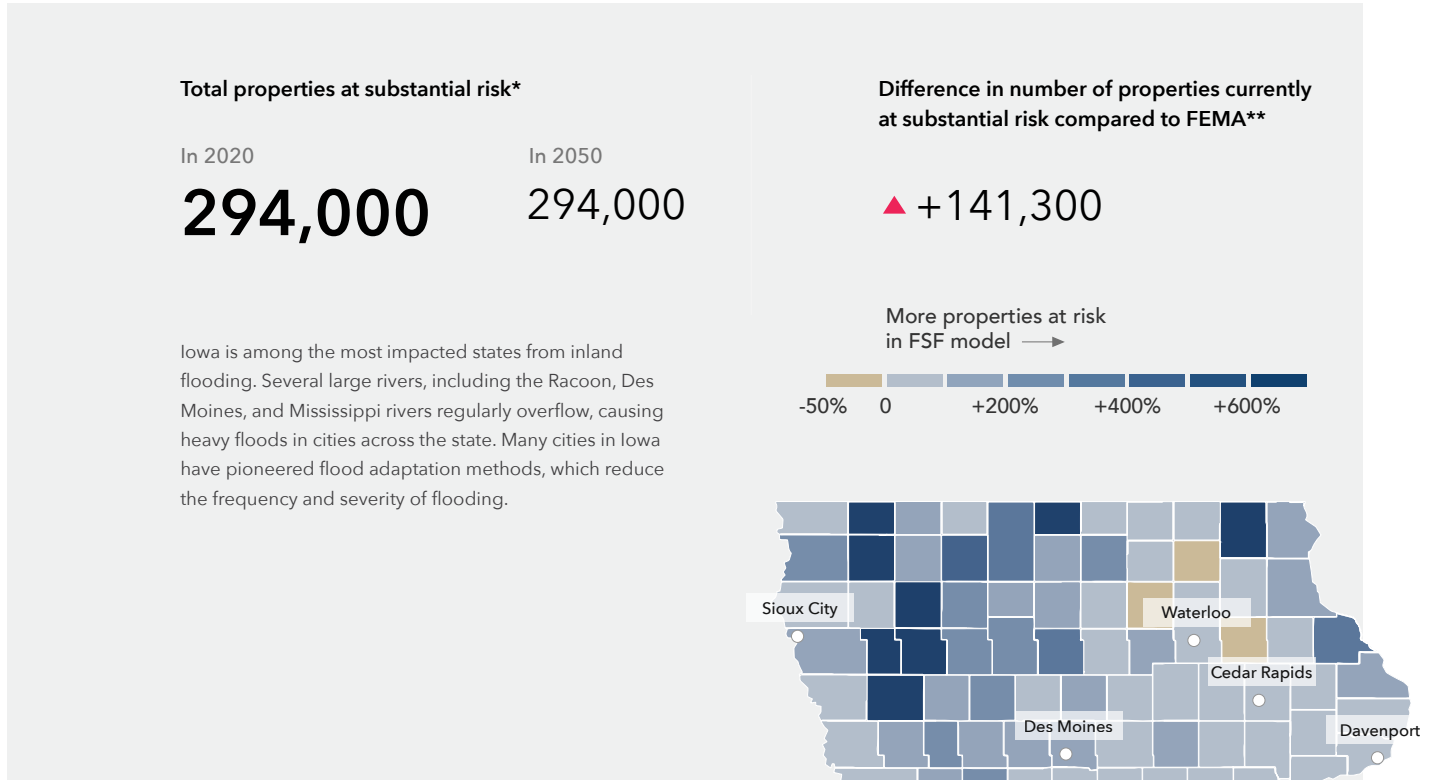 Total properties at substantial risk*
In 2020
294,000
In 2050
294,000
Iowa is among the most impacted states from inland
flooding. Several large rivers, including the Racoon, Des
Moines, and Mississippi rivers regularly overflow, causing
heavy floods in cities across the state. Many cities in Iowa
have pioneered flood adaptation methods, which reduce
the frequency and severity of flooding.
Difference in number of properties currently
at substantial risk compared to FEMA**
+141,300
More properties at risk
in FSF model
-50% 0 +200% +400% +600%
Sioux City
Waterloo
Cedar Rapids
Des Moines
Davenport